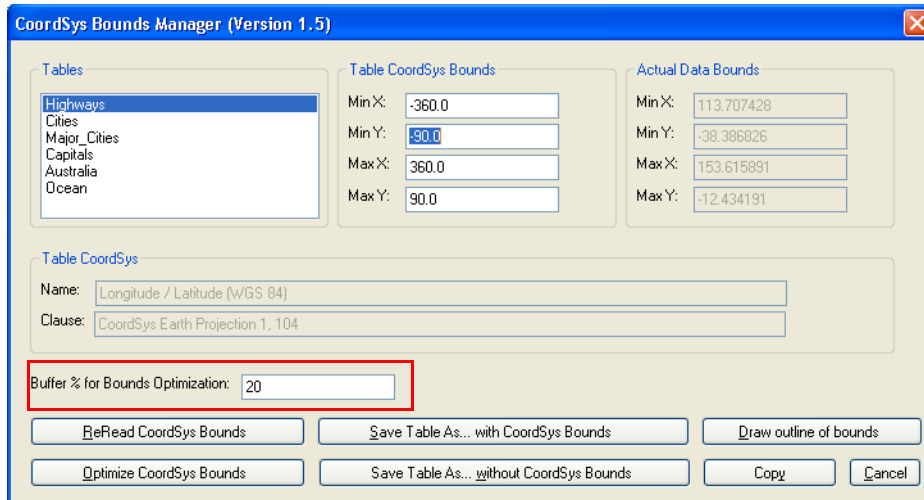 CoordSys Bounds Manager (Version 1.5)
Tables
Highways
Cities
Major_Cities
Capitals
Australia
Ocean
Table CoordSys Bounds
Min X: -360.0
Min Y: -90.0
Max X: 360.0
Max Y: 90.0
Actual Data Bounds
Min X: 113.707428
Min Y: -38.386826
Max X: 153.615891
Max Y: -12.434191
Table CoordSys
Name: Longitude / Latitude (WGS 84)
Clause: CoordSys Earth Projection 1, 104
Buffer % for Bounds Optimization: 20
ReRead CoordSys Bounds
Save Table As... with CoordSys Bounds
Draw outline of bounds
Optimize CoordSys Bounds
Save Table As... without CoordSys Bounds
Copy
Cancel